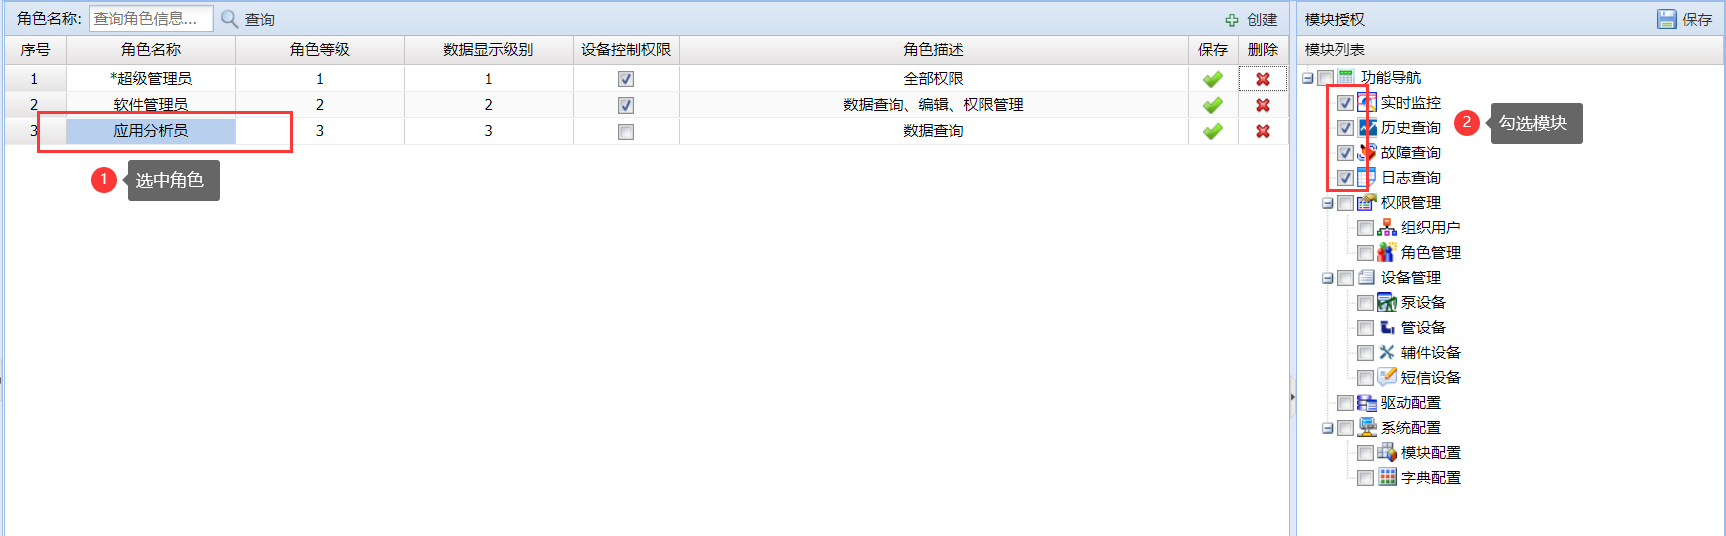 角色名称: 查询角色信息... 查询 创建
序号 角色名称 角色等级 数据显示级别 设备控制权限 角色描述 保存 删除
1 *超级管理员 1 1 全部权限
2 软件管理员 2 2 数据查询、编辑、权限管理
3 应用分析员 3 3 数据查询
1 选中角色
模块授权 保存
模块列表
功能导航
实时监控
历史查询
故障查询
日志查询
2 勾选模块
权限管理
组织用户
角色管理
设备管理
泵设备
管设备
辅件设备
短信设备
驱动配置
系统配置
模块配置
字典配置